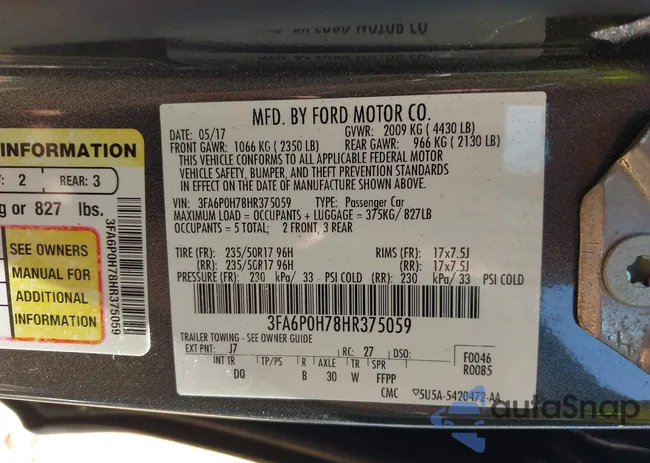 MFD. BY FORD MOTOR CO.
DATE: 05/17 GVWR: 2009 KG ( 4430 LB)
FRONT GAWR: 1066 KG ( 2350 LB) REAR GAWR: 966 KG ( 2130 LB)
THIS VEHICLE CONFORMS TO ALL APPLICABLE FEDERAL MOTOR
VEHICLE SAFETY, BUMPER, AND THEFT PREVENTION STANDARDS
IN EFFECT ON THE DATE OF MANUFACTURE SHOWN ABOVE.
VIN: 3FA6P0H78HR375059 TYPE: Passenger Car
MAXIMUM LOAD = OCCUPANTS + LUGGAGE = 375KG/ 827LB
OCCUPANTS = 5 TOTAL; 2 FRONT, 3 REAR
TIRE (FR): 235/50R17 96H RIMS (FR): 17x7.5J
(RR): 235/50R17 96H (RR): 17x7.5J
PRESSURE (FR): 230 kPa/ 33 PSI COLD (RR): 230 kPa/ 33 PSI COLD
3FA6P0H78HR375059
TRAILER TOWING - SEE OWNER GUIDE
EXT PNT: J7 RC: 27 DSO: F0046
INT TR TP/PS R AXLE TR SPR R0085
DQ B 30 W FFPP
CMC ▽5U5A-5420472-AA
INFORMATION
: 2 REAR: 3
g or 827 lbs.
SEE OWNERS
MANUAL FOR
ADDITIONAL
INFORMATION
3FA6P0H78HR375059
autoSnap